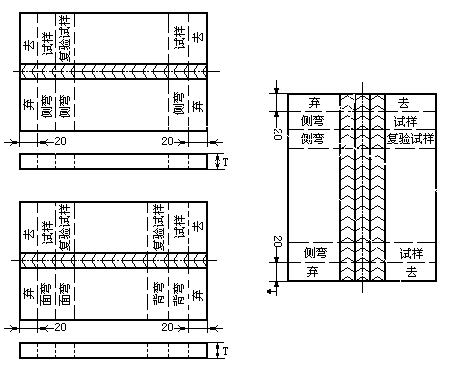 去 试样 复验试样 试样 去
弃 侧弯 侧弯 侧弯 弃
20 20
T
去 试样 复验试样 复验试样 试样 去
弃 面弯 面弯 背弯 背弯 弃
20 20
T
弃 去
20
侧弯 试样
侧弯 复验试样
20
侧弯 试样
弃 去